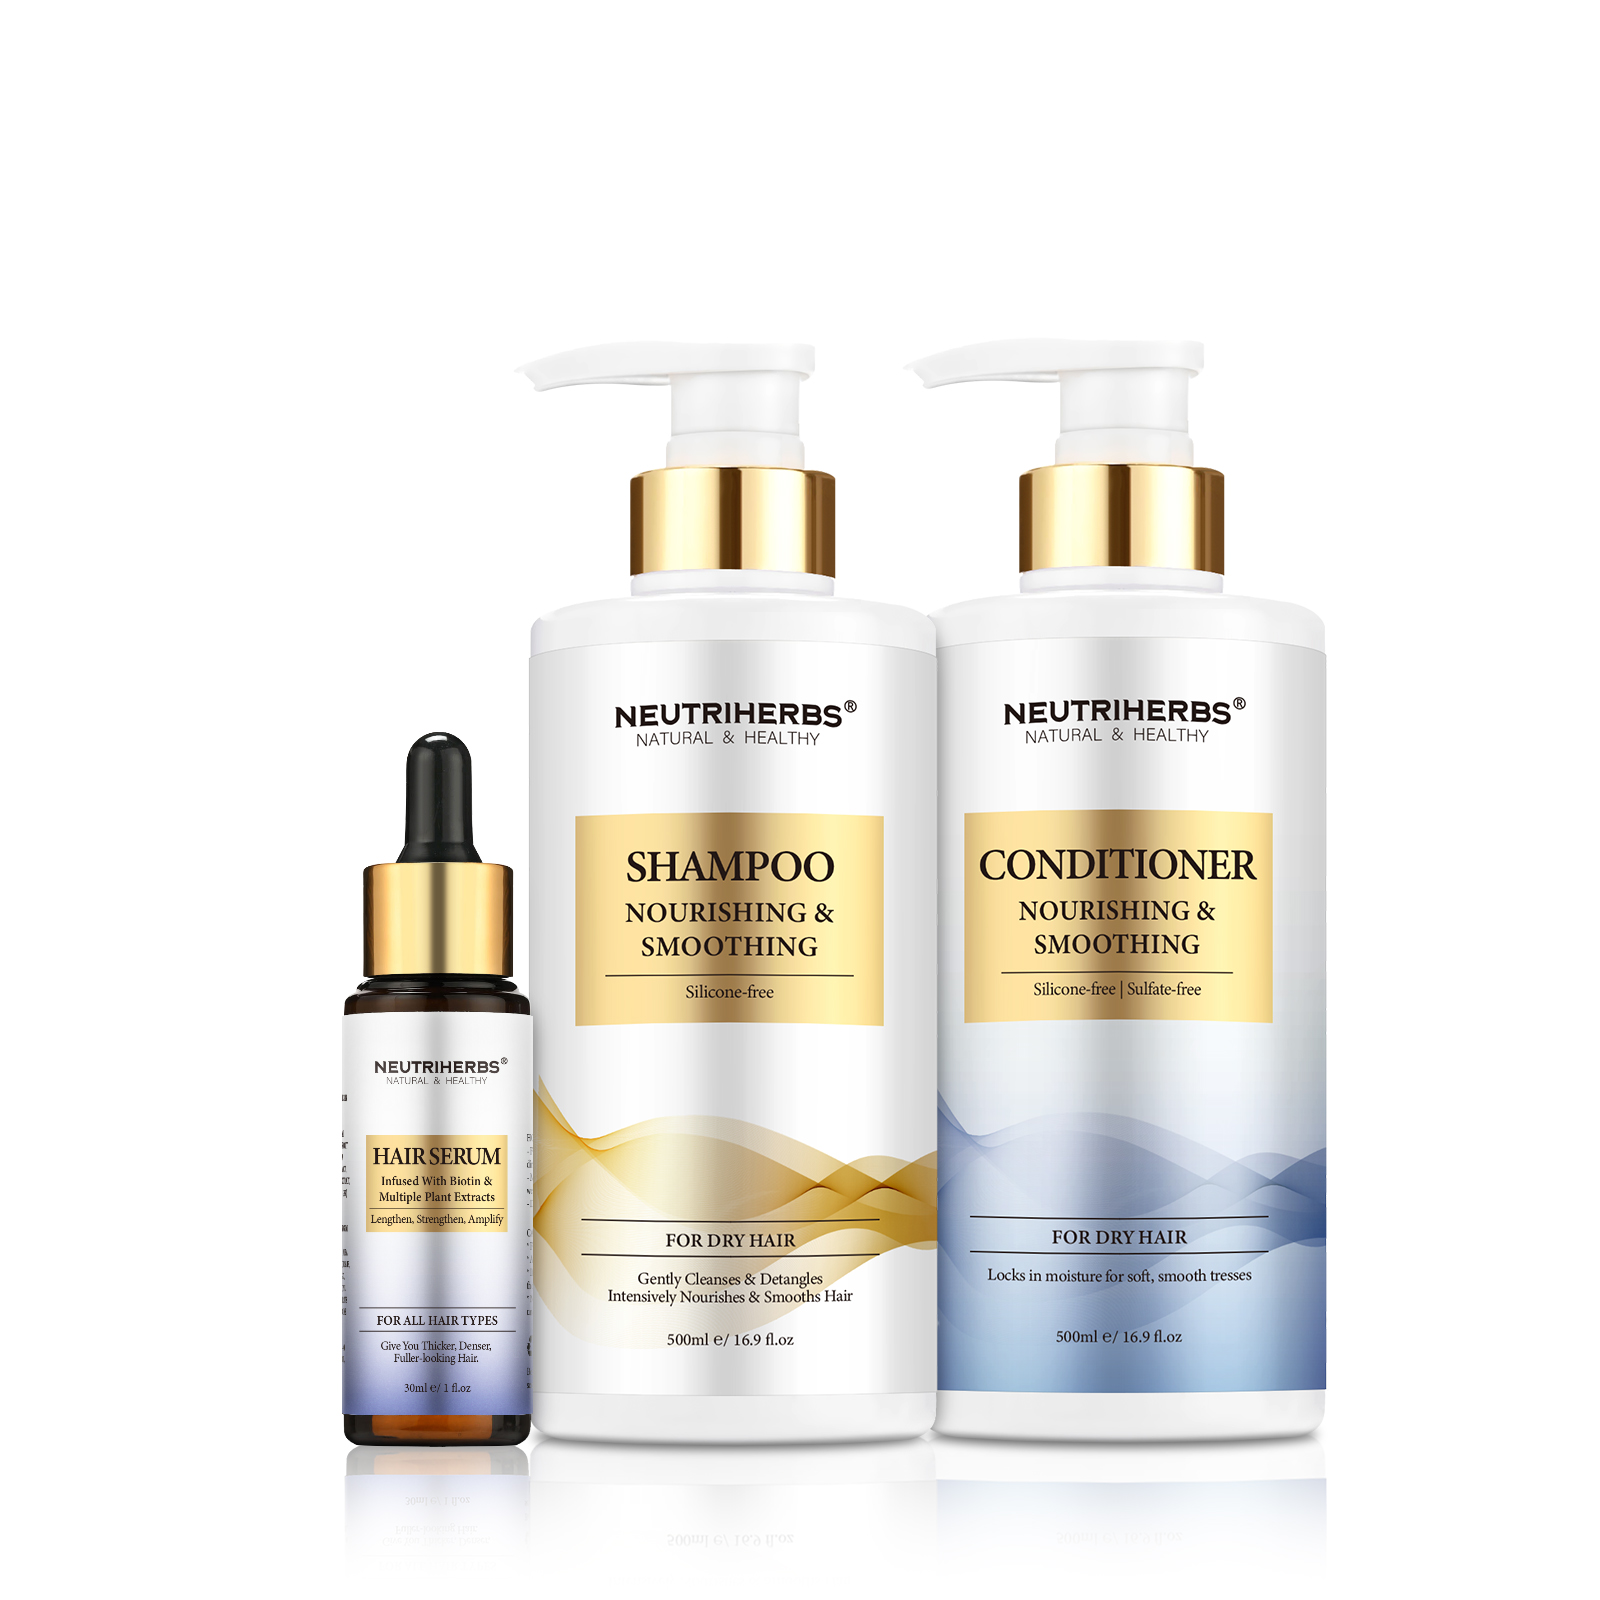 NEUTRIHERBS®
NATURAL & HEALTHY
HAIR SERUM
Infused With Biotin &
Multiple Plant Extracts
Lengthen, Strengthen, Amplify
FOR ALL HAIR TYPES
Give You Thicker, Denser,
Fuller-looking Hair.
30ml e/ 1 fl.oz
NEUTRIHERBS®
NATURAL & HEALTHY
SHAMPOO
NOURISHING &
SMOOTHING
Silicone-free
FOR DRY HAIR
Gently Cleanses & Detangles
Intensively Nourishes & Smooths Hair
500ml e/ 16.9 fl.oz
NEUTRIHERBS®
NATURAL & HEALTHY
CONDITIONER
NOURISHING &
SMOOTHING
Silicone-free | Sulfate-free
FOR DRY HAIR
Locks in moisture for soft, smooth tresses
500ml e/ 16.9 fl.oz